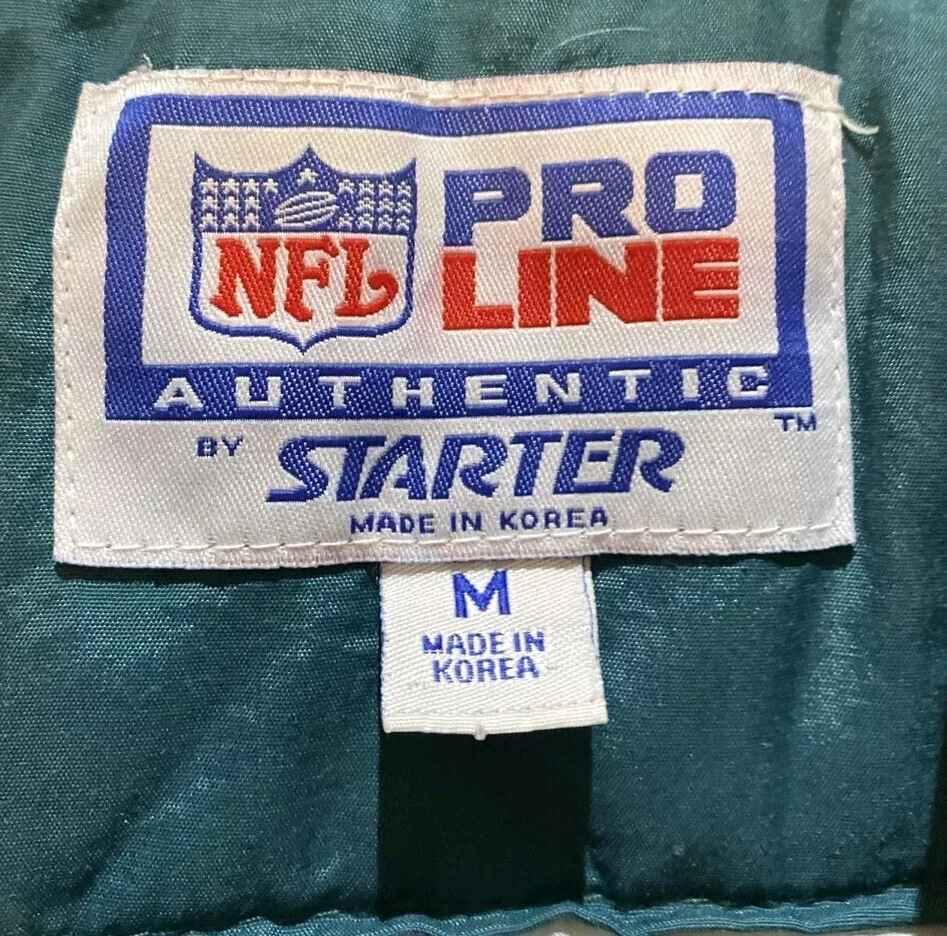 NFL
PRO
LINE
AUTHENTIC
TM
BY STARTER
MADE IN KOREA
M
MADE IN
KOREA